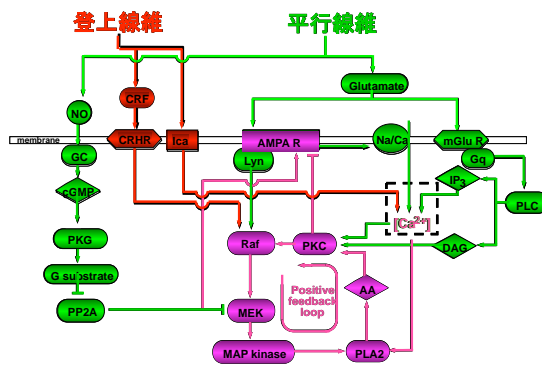 登上線維
平行線維
Glutamate
CRF
NO
membrane
CRHR
Ica
AMPA R
Na/Ca
mGlu R
GC
Lyn
Gq
cGMP
IP3
PLC
[Ca2+]
PKG
Raf
PKC
DAG
G substrate
AA
Positive
feedback
loop
PP2A
MEK
MAP kinase
PLA2